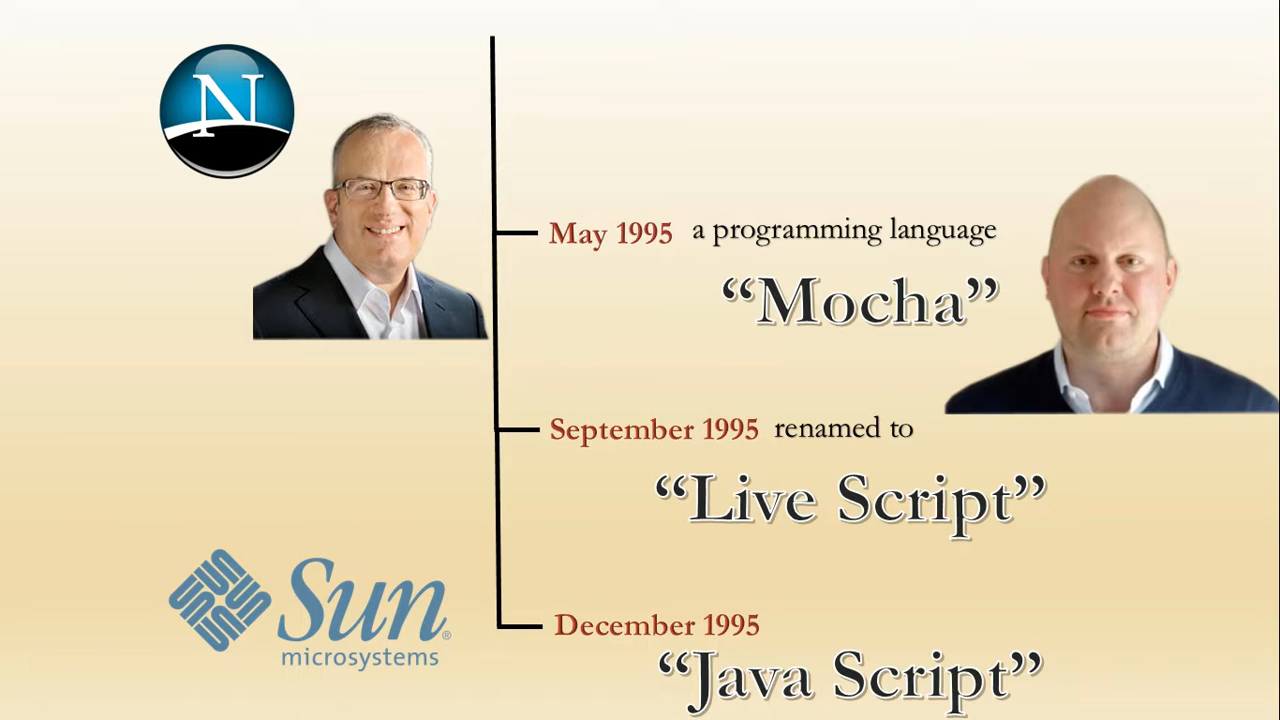 N
May 1995 a programming language
“Mocha”
September 1995 renamed to
“Live Script”
Sun®
microsystems
December 1995
“Java Script”